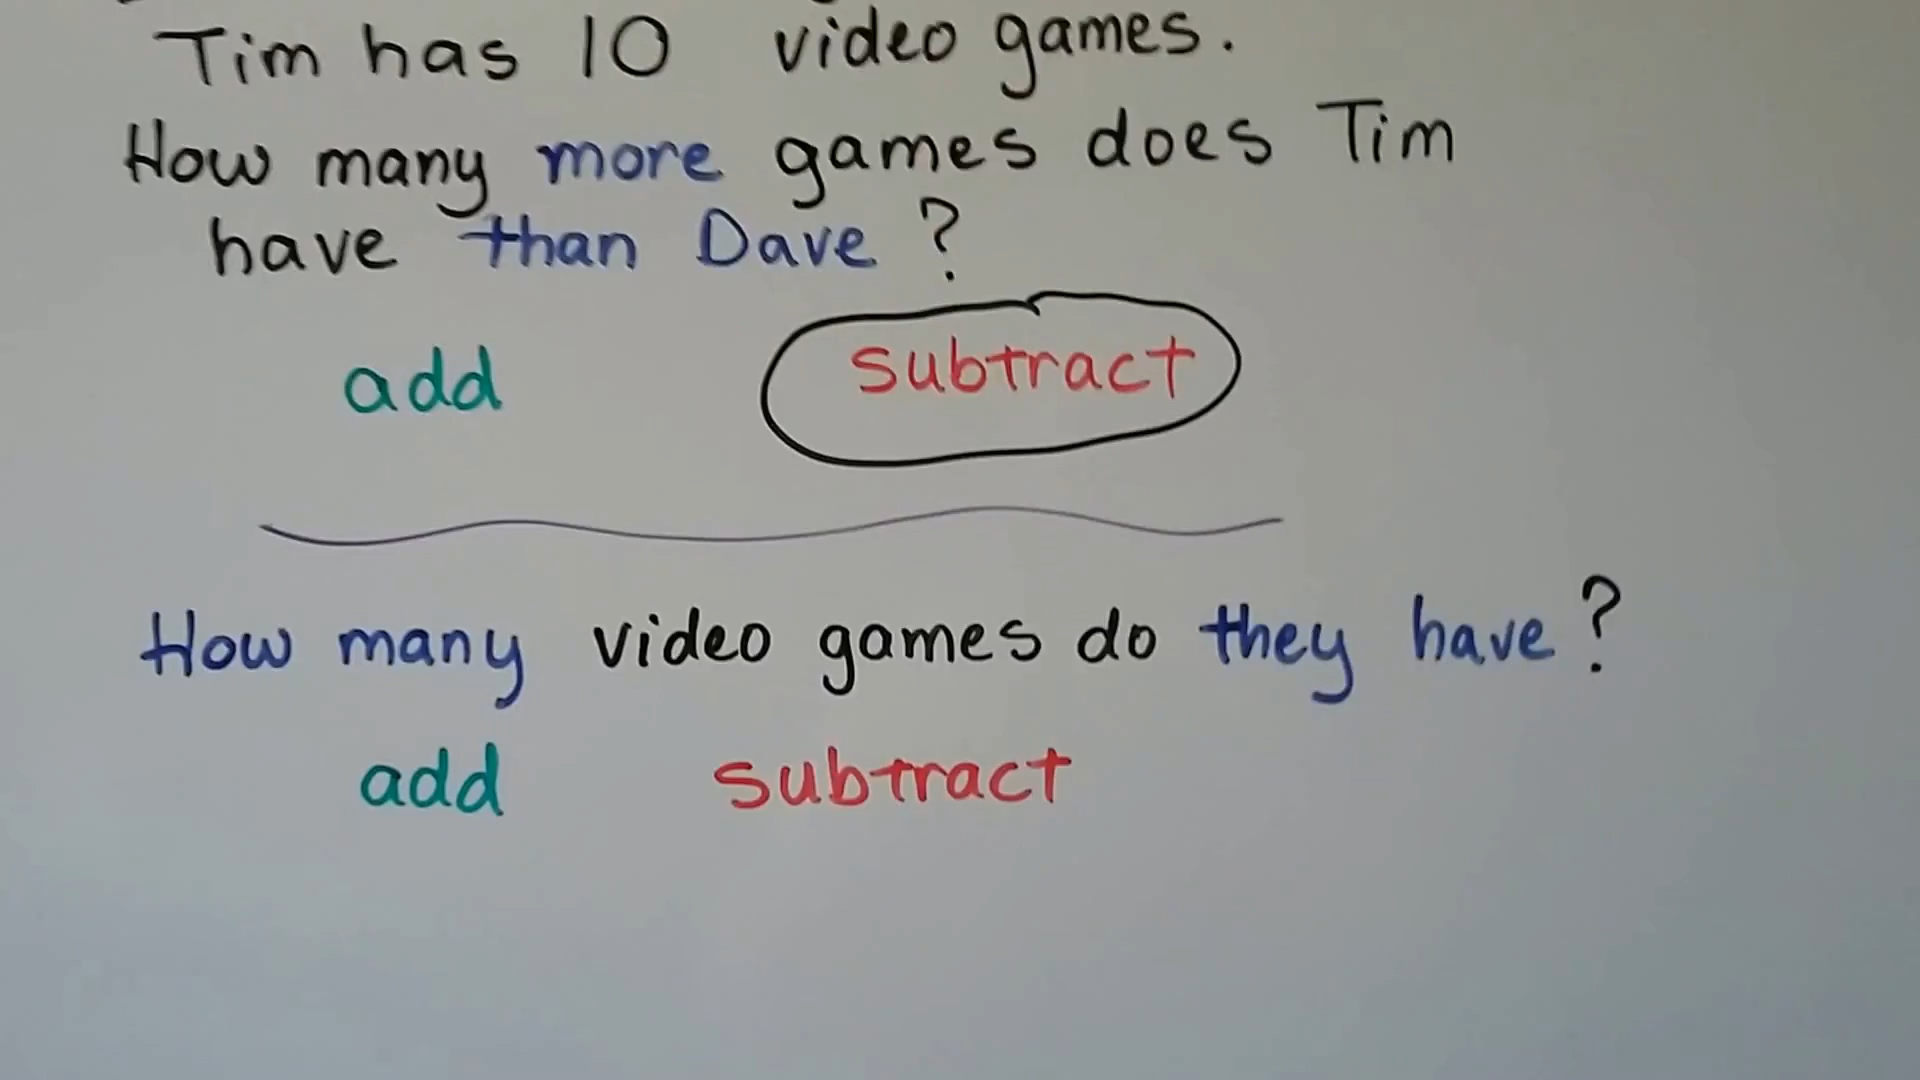 Tim has 10 video games.
How many more games does Tim
have than Dave?
add subtract
How many video games do they have?
add subtract